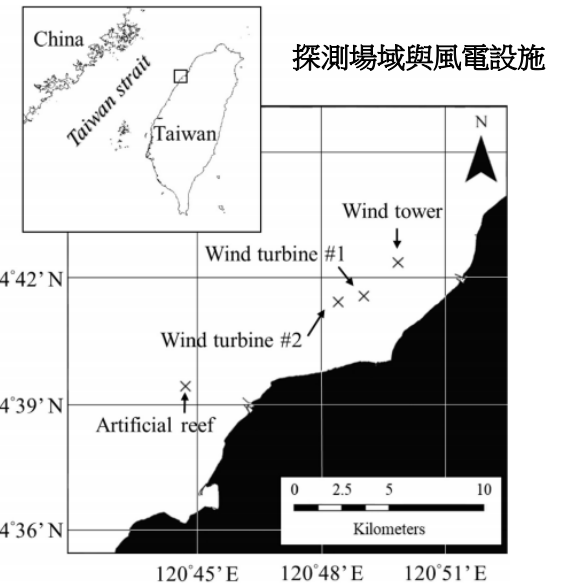 探測場域與風電設施
China
Taiwan strait
Taiwan
N
Wind tower
Wind turbine #1
4°42’N
Wind turbine #2
4°39’N
Artificial reef
0 2.5 5 10
Kilometers
4°36’N
120°45’E 120°48’E 120°51’E